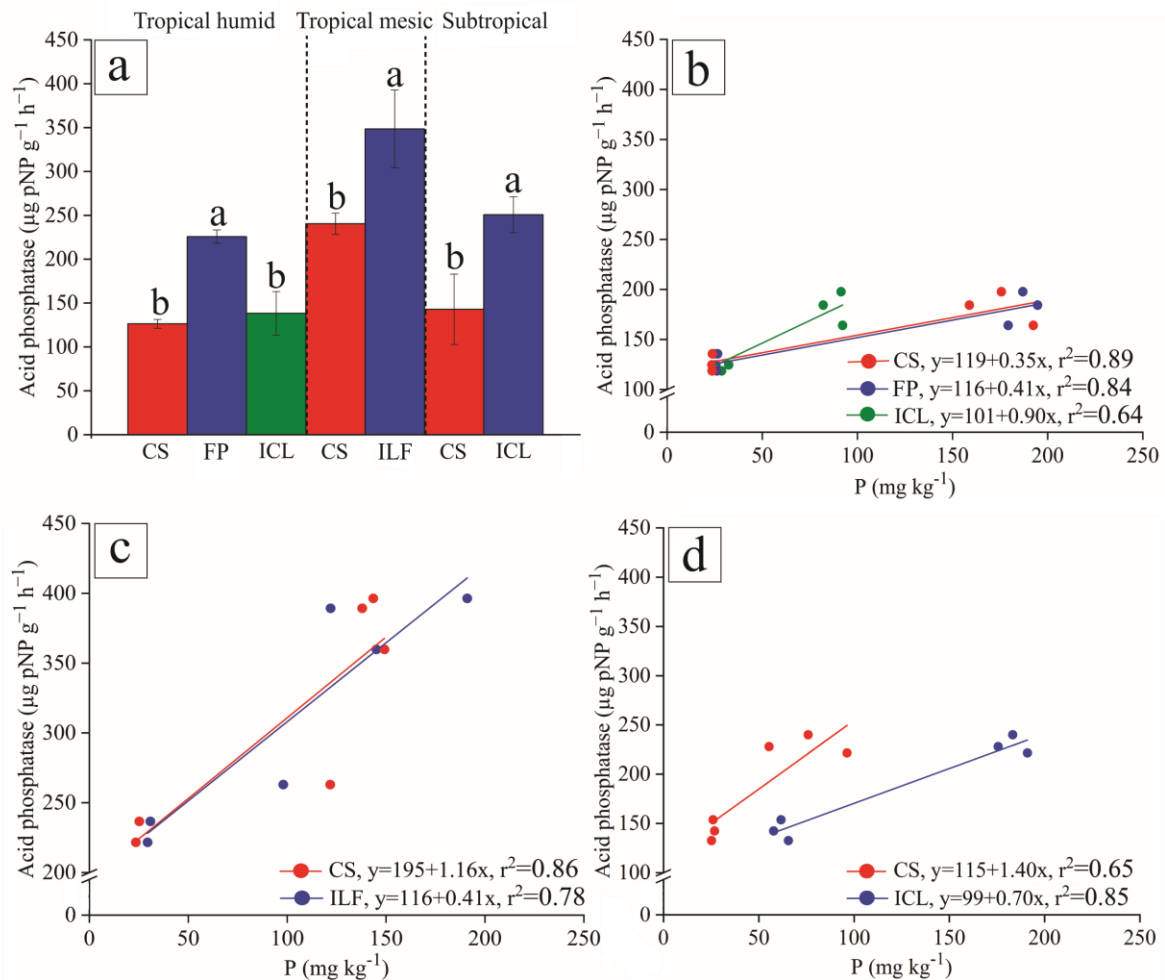 Tropical humid Tropical mesic Subtropical
a
Acid phosphatase (µg pNP g⁻¹ h⁻¹)
450
400
350
300
250
200
150
100
50
0
b
a
b
b
a
b
a
CS FP ICL CS ILF CS ICL
b
Acid phosphatase (µg pNP g⁻¹ h⁻¹)
450
400
350
300
250
200
150
100
0
CS, y=119+0.35x, r²=0.89
FP, y=116+0.41x, r²=0.84
ICL, y=101+0.90x, r²=0.64
0 50 100 150 200 250
P (mg kg⁻¹)
c
Acid phosphatase (µg pNP g⁻¹ h⁻¹)
450
400
350
300
250
200
0
CS, y=195+1.16x, r²=0.86
ILF, y=116+0.41x, r²=0.78
0 50 100 150 200 250
P (mg kg⁻¹)
d
Acid phosphatase (µg pNP g⁻¹ h⁻¹)
450
400
350
300
250
200
150
100
0
CS, y=115+1.40x, r²=0.65
ICL, y=99+0.70x, r²=0.85
0 50 100 150 200 250
P (mg kg⁻¹)